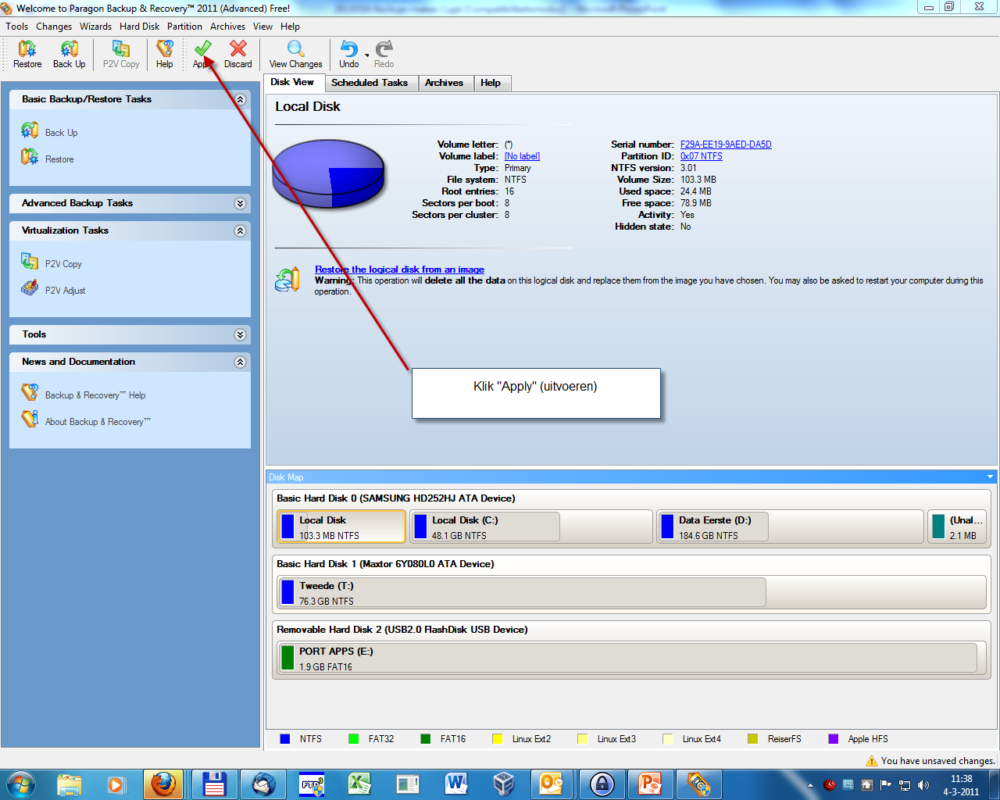 Welcome to Paragon Backup & Recovery™ 2011 (Advanced) Free!
Tools Changes Wizards Hard Disk Partition Archives View Help
Restore Back Up P2V Copy Help Apply Discard View Changes Undo Redo
Disk View Scheduled Tasks Archives Help
Basic Backup/Restore Tasks
Back Up
Restore
Advanced Backup Tasks
Virtualization Tasks
P2V Copy
P2V Adjust
Tools
News and Documentation
Backup & Recovery™ Help
About Backup & Recovery™
Local Disk
Volume letter: (*)
Volume label: [No label]
Type: Primary
File system: NTFS
Root entries: 16
Sectors per boot: 8
Sectors per cluster: 8
Serial number: F29A-EE19-9AED-DA5D
Partition ID: 0x07 NTFS
NTFS version: 3.01
Volume Size: 103.3 MB
Used space: 24.4 MB
Free space: 78.9 MB
Activity: Yes
Hidden state: No
Restore the logical disk from an image
Warning: This operation will delete all the data on this logical disk and replace them from the image you have chosen. You may also be asked to restart your computer during this
operation.
Klik "Apply" (uitvoeren)
Disk Map
Basic Hard Disk 0 (SAMSUNG HD252HJ ATA Device)
Local Disk
103.3 MB NTFS
Local Disk (C:)
48.1 GB NTFS
Data Eerste (D:)
184.6 GB NTFS
(Unal...
2.1 MB
Basic Hard Disk 1 (Maxtor 6Y080L0 ATA Device)
Tweede (T:)
76.3 GB NTFS
Removable Hard Disk 2 (USB2.0 FlashDisk USB Device)
PORT APPS (E:)
1.9 GB FAT16
NTFS FAT32 FAT16 Linux Ext2 Linux Ext3 Linux Ext4 ReiserFS Apple HFS
You have unsaved changes.
11:38
4-3-2011